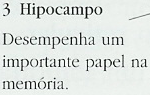 3 Hipocampo
Desempenha um
importante papel na
memória.